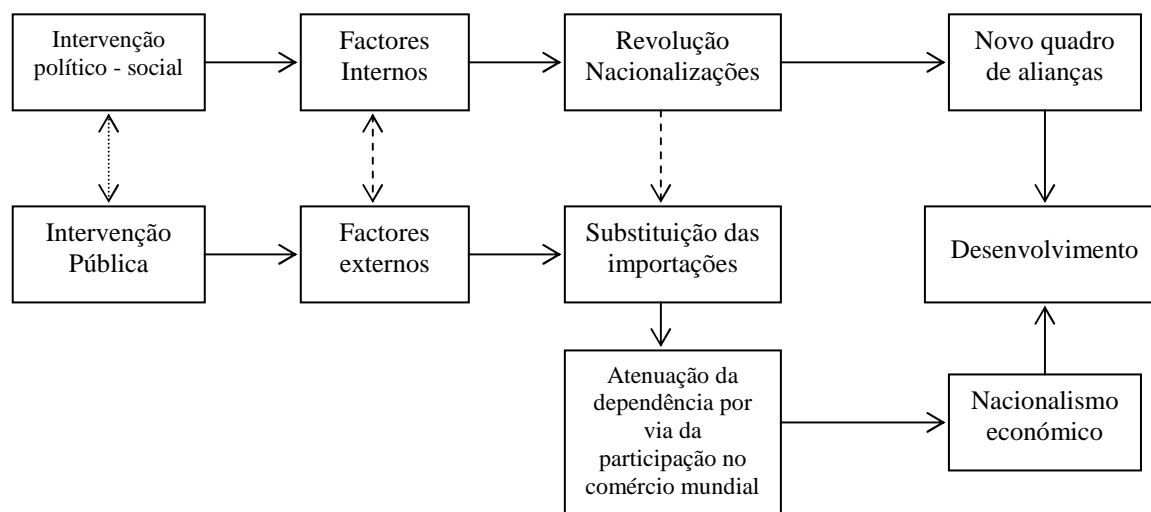 Intervenção
político - social
Factores
Internos
Revolução
Nacionalizações
Novo quadro
de alianças
Intervenção
Pública
Factores
externos
Substituição das
importações
Desenvolvimento
Atenuação da
dependência por
via da
participação no
comércio mundial
Nacionalismo
económico